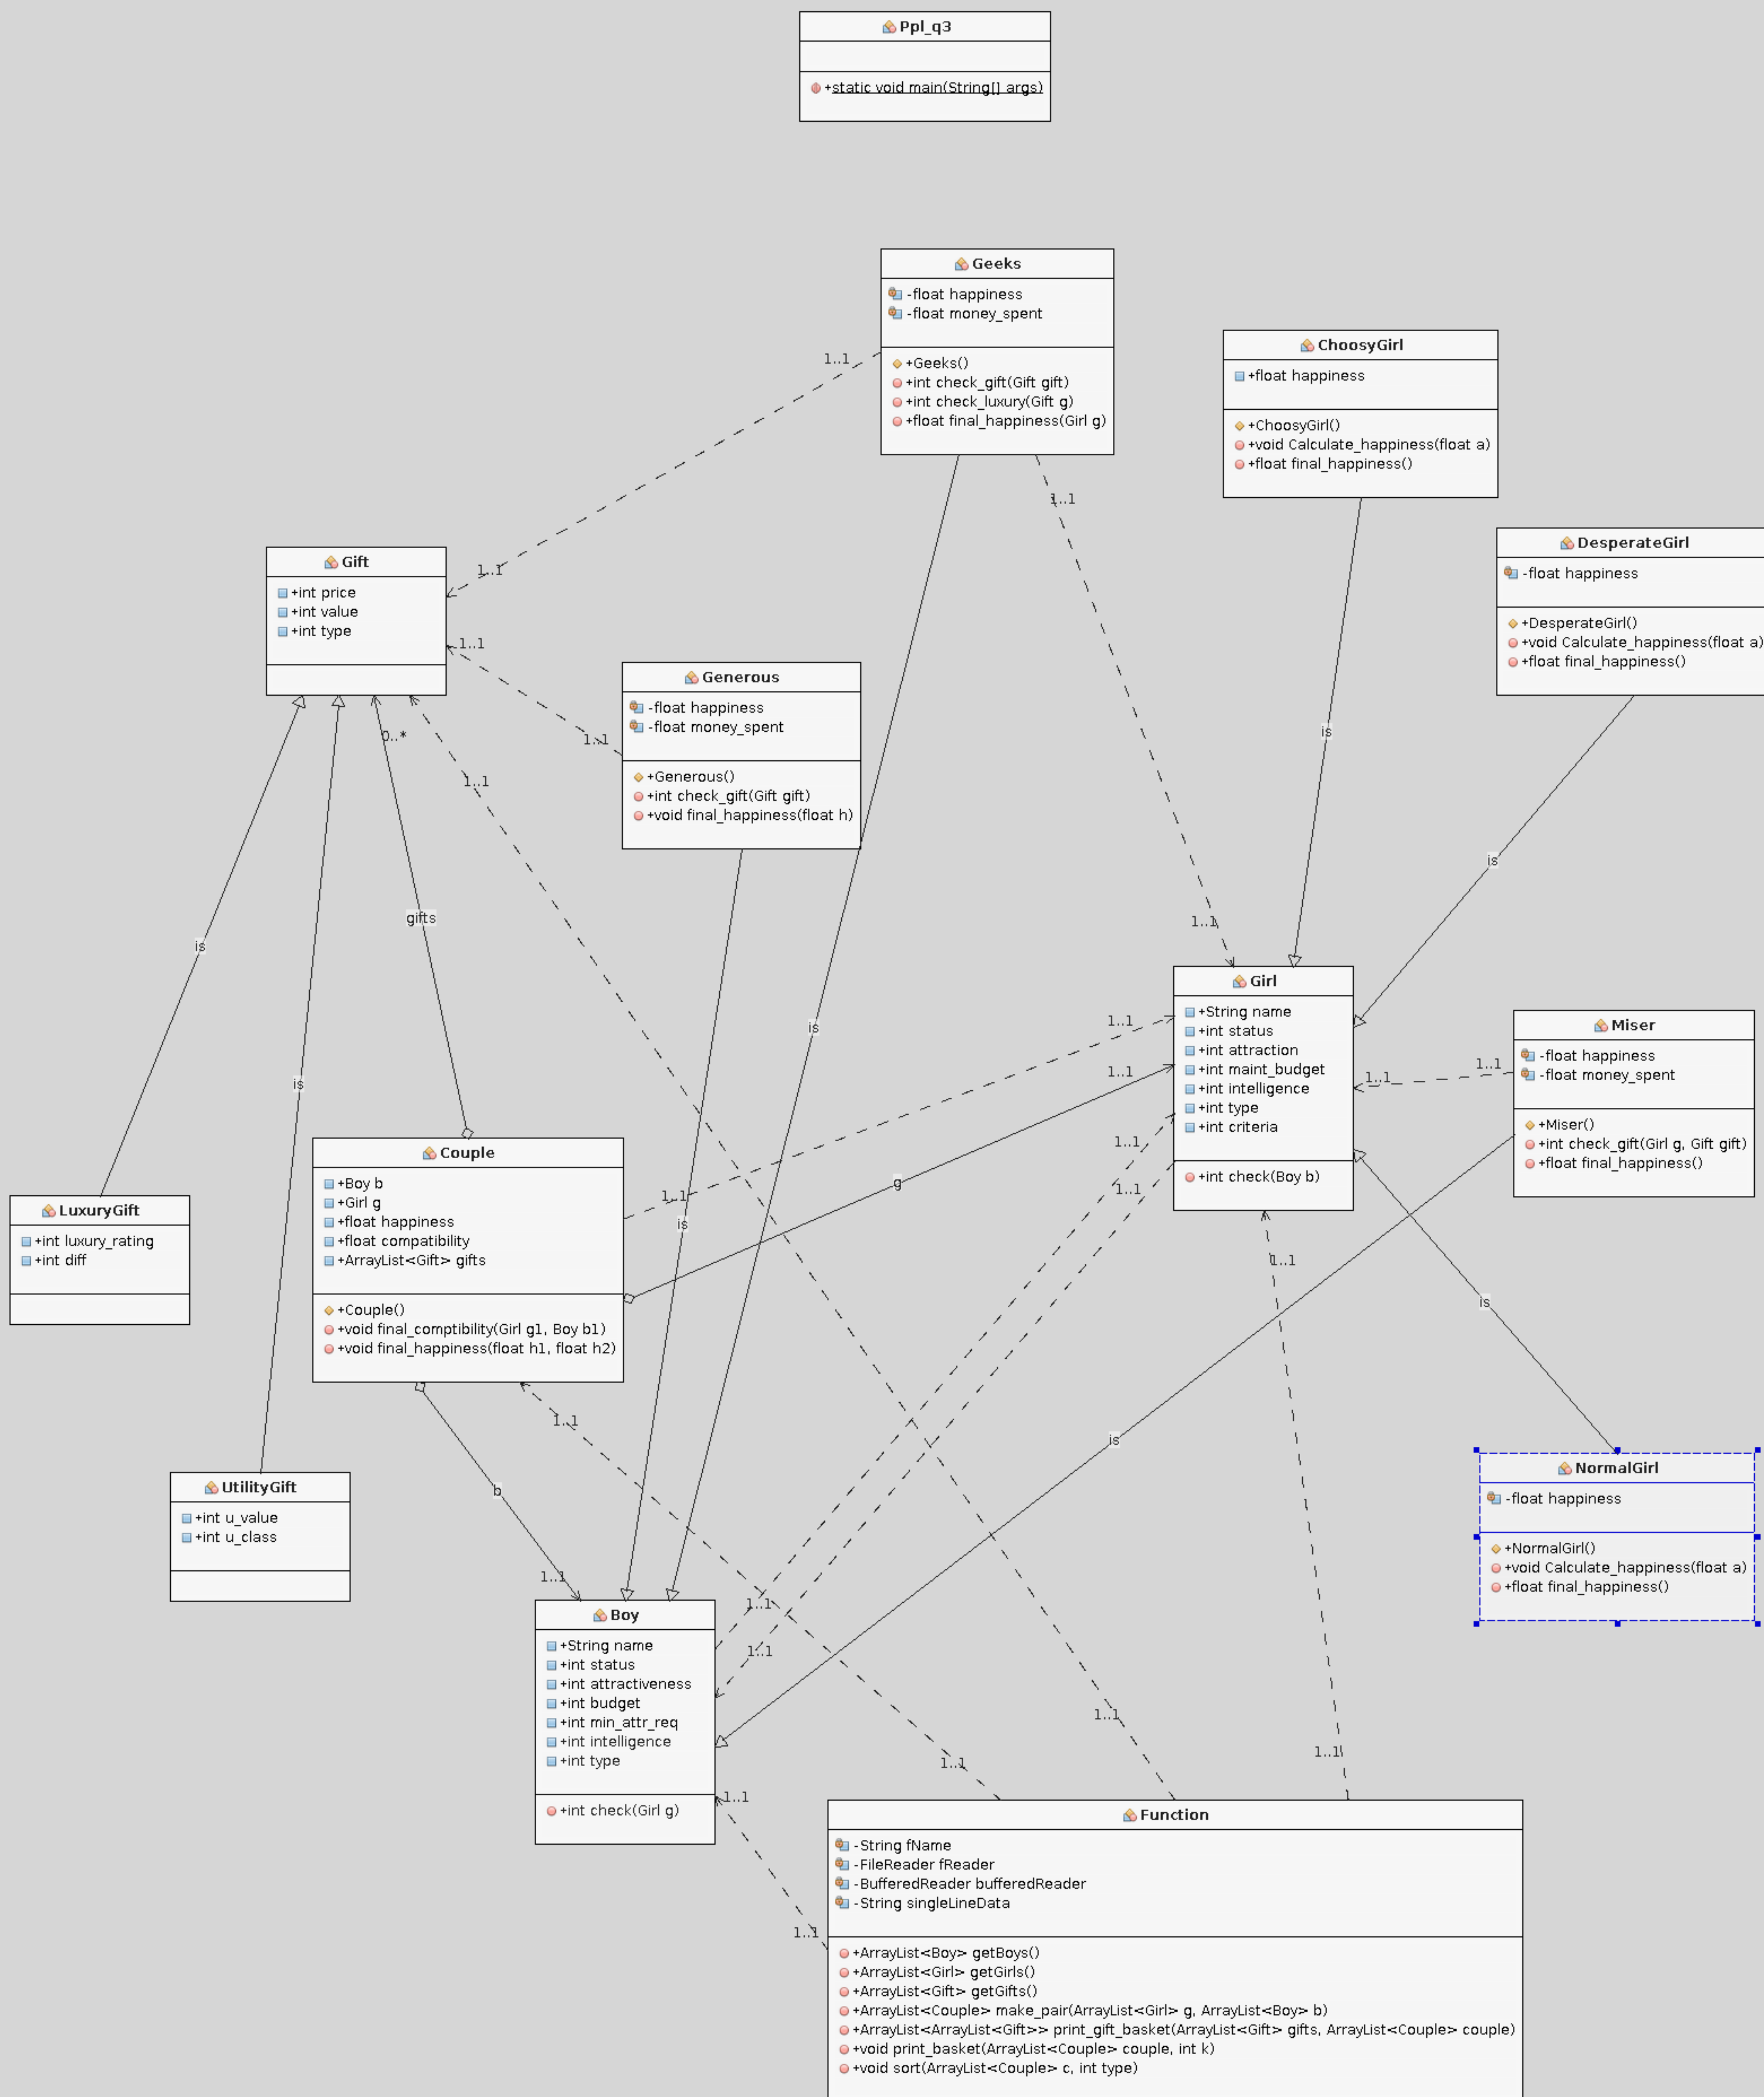 Ppl_q3
+static void main(String[] args)
Geeks
-float happiness
-float money_spent
+Geeks()
+int check_gift(Gift gift)
+int check_luxury(Gift g)
+float final_happiness(Girl g)
ChoosyGirl
+float happiness
+ChoosyGirl()
+void Calculate_happiness(float a)
+float final_happiness()
1..1
1..1
1..1
DesperateGirl
-float happiness
+DesperateGirl()
+void Calculate_happiness(float a)
+float final_happiness()
Gift
+int price
+int value
+int type
1..1
1..1
Generous
-float happiness
-float money_spent
+Generous()
+int check_gift(Gift gift)
+void final_happiness(float h)
0..*
1..1
is
is
gifts
is
is
is
1..1
Girl
+String name
+int status
+int attraction
+int maint_budget
+int intelligence
+int type
+int criteria
+int check(Boy b)
1..1
1..1
1..1
1..1
1..1
1..1
Miser
-float happiness
-float money_spent
+Miser()
+int check_gift(Girl g, Gift gift)
+float final_happiness()
Couple
+Boy b
+Girl g
+float happiness
+float compatibility
+ArrayList<Gift> gifts
+Couple()
+void final_comptibility(Girl g1, Boy b1)
+void final_happiness(float h1, float h2)
1..1
g
is
LuxuryGift
+int luxury_rating
+int diff
1..1
is
is
1..1
b
UtilityGift
+int u_value
+int u_class
NormalGirl
-float happiness
+NormalGirl()
+void Calculate_happiness(float a)
+float final_happiness()
1..1
1..1
1..1
Boy
+String name
+int status
+int attractiveness
+int budget
+int min_attr_req
+int intelligence
+int type
+int check(Girl g)
1..1
1..1
1..1
1..1
1..1
Function
-String fName
-FileReader fReader
-BufferedReader bufferedReader
-String singleLineData
+ArrayList<Boy> getBoys()
+ArrayList<Girl> getGirls()
+ArrayList<Gift> getGifts()
+ArrayList<Couple> make_pair(ArrayList<Girl> g, ArrayList<Boy> b)
+ArrayList<ArrayList<Gift>> print_gift_basket(ArrayList<Gift> gifts, ArrayList<Couple> couple)
+void print_basket(ArrayList<Couple> couple, int k)
+void sort(ArrayList<Couple> c, int type)